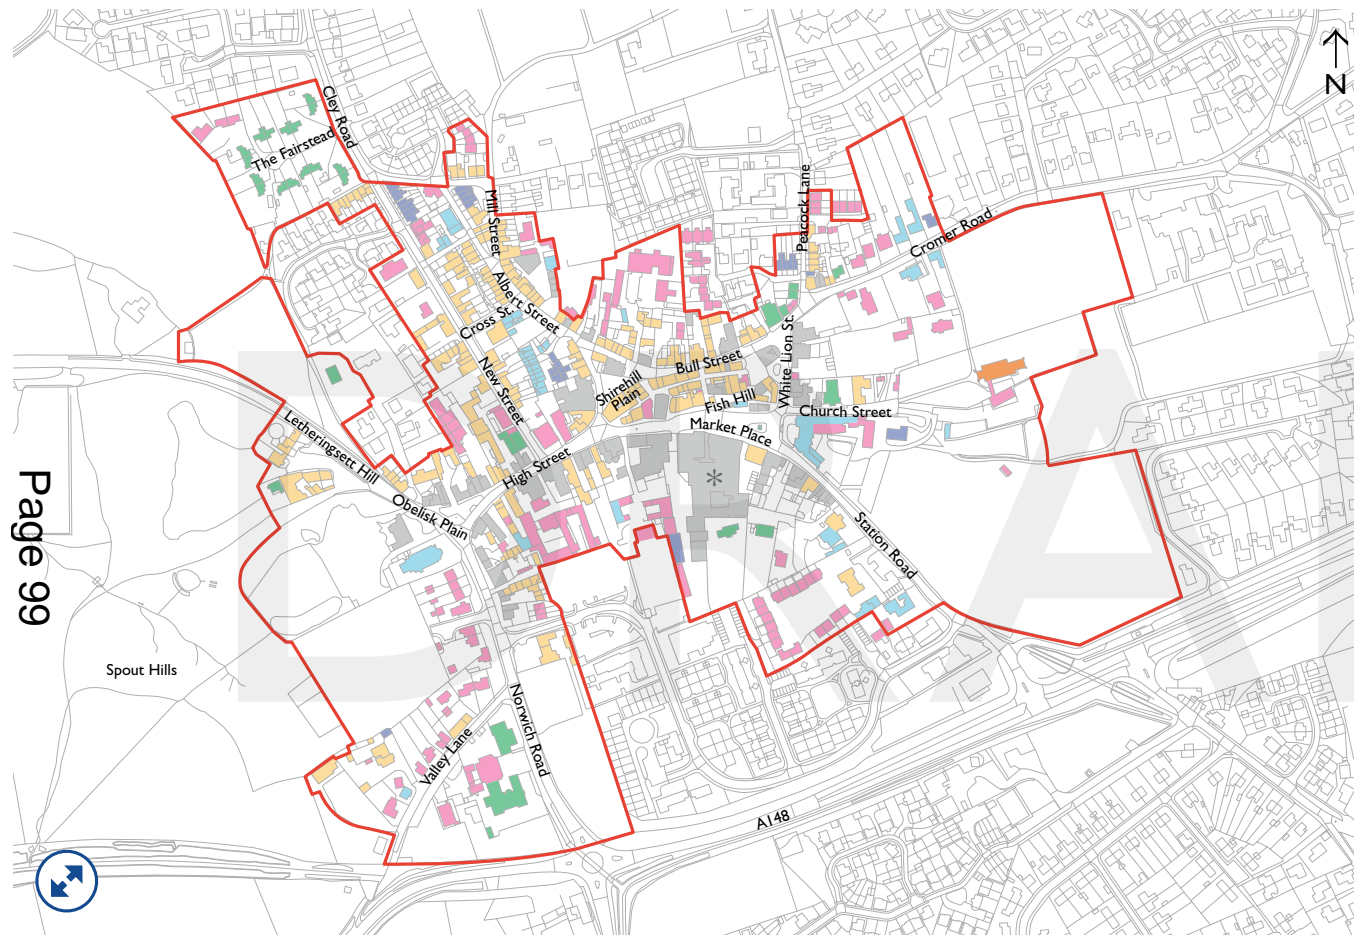 N
Cley Road
The Fairstead
Mill Street
Peacock Lane
Cromer Road
Albert Street
Cross St.
Bull Street
White Lion St.
New Street
Shirehill
Plain
Fish Hill
Church Street
Market Place
Letheringsett Hill
High Street
*
Obelisk Plain
Station Road
Page 99
Spout Hills
Norwich Road
Valley Lane
A148
DRA